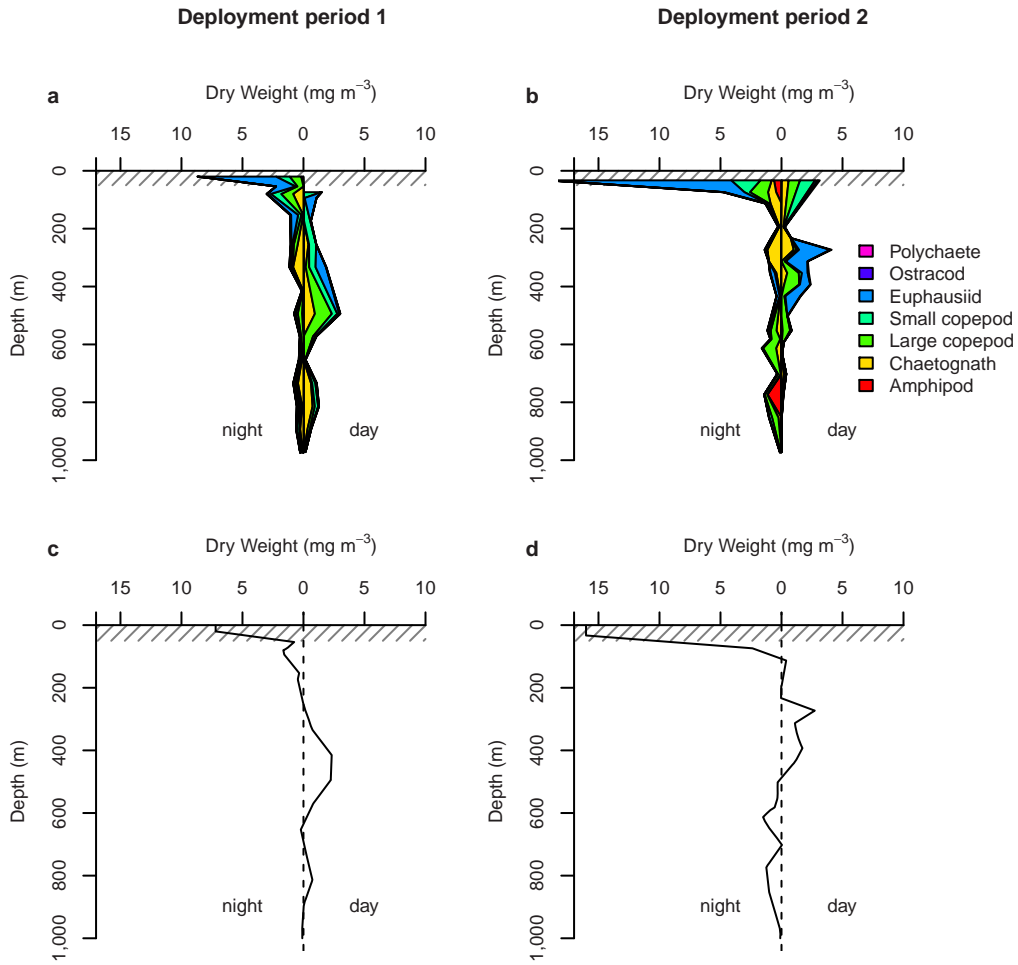 Deployment period 1
Deployment period 2
a
Dry Weight (mg m⁻³)
15 10 5 0 5 10
0
200
400
600
800
1,000
Depth (m)
night
day
b
Dry Weight (mg m⁻³)
15 10 5 0 5 10
0
200
400
600
800
1,000
Depth (m)
night
day
Polychaete
Ostracod
Euphausiid
Small copepod
Large copepod
Chaetognath
Amphipod
c
Dry Weight (mg m⁻³)
15 10 5 0 5 10
0
200
400
600
800
1,000
Depth (m)
night
day
d
Dry Weight (mg m⁻³)
15 10 5 0 5 10
0
200
400
600
800
1,000
Depth (m)
night
day